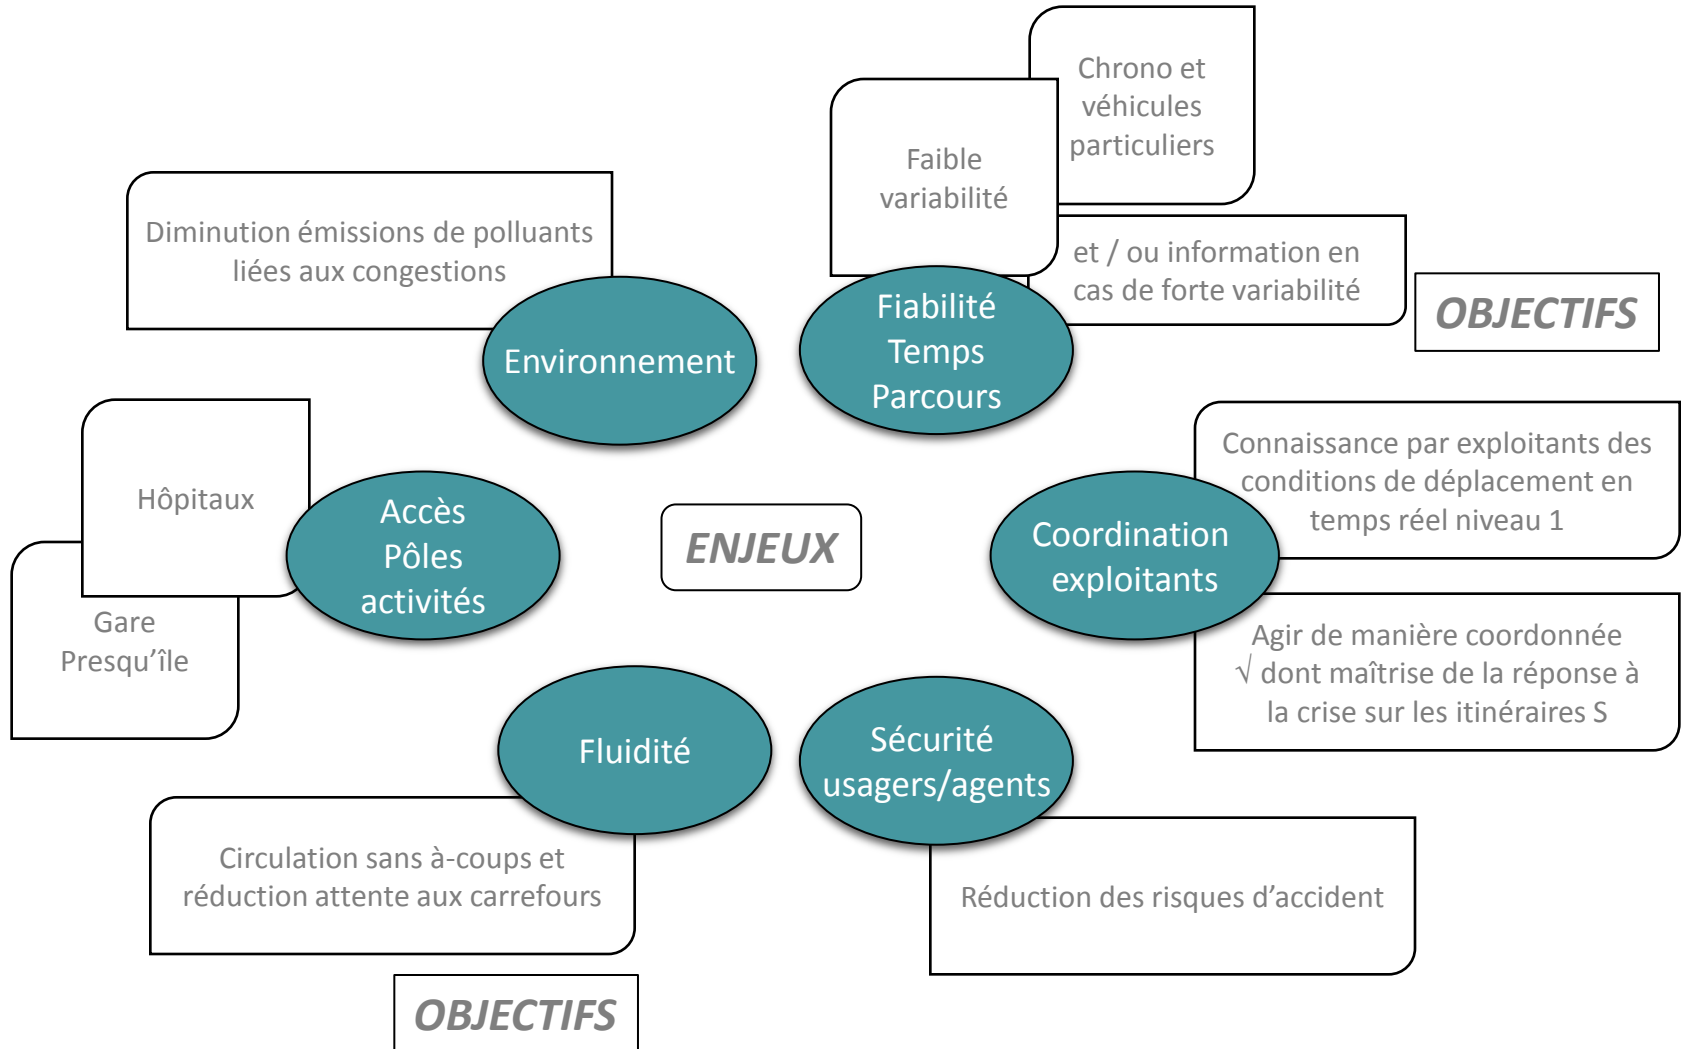 Chrono et
véhicules
particuliers
Faible
variabilité
et / ou information en
cas de forte variabilité
OBJECTIFS
Diminution émissions de polluants
liées aux congestions
Environnement
Fiabilité
Temps
Parcours
Hôpitaux
Gare
Presqu’île
Accès
Pôles
activités
ENJEUX
Coordination
exploitants
Connaissance par exploitants des
conditions de déplacement en
temps réel niveau 1
Agir de manière coordonnée
√ dont maîtrise de la réponse à
la crise sur les itinéraires S
Fluidité
Sécurité
usagers/agents
Circulation sans à-coups et
réduction attente aux carrefours
Réduction des risques d’accident
OBJECTIFS